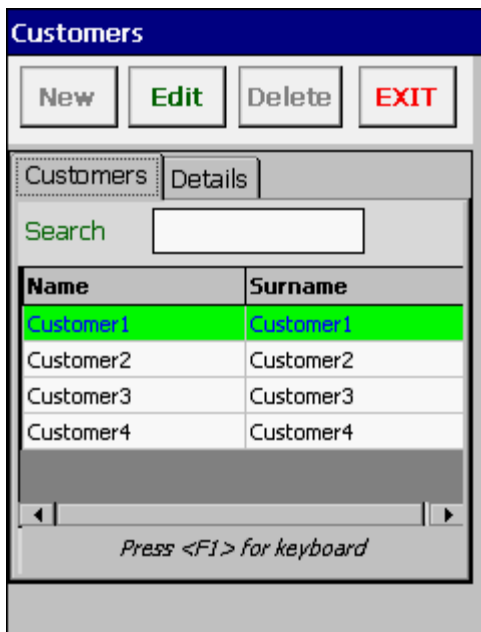 Customers
New Edit Delete EXIT
Customers Details
Search
Name Surname
Customer1 Customer1
Customer2 Customer2
Customer3 Customer3
Customer4 Customer4
Press <F1> for keyboard